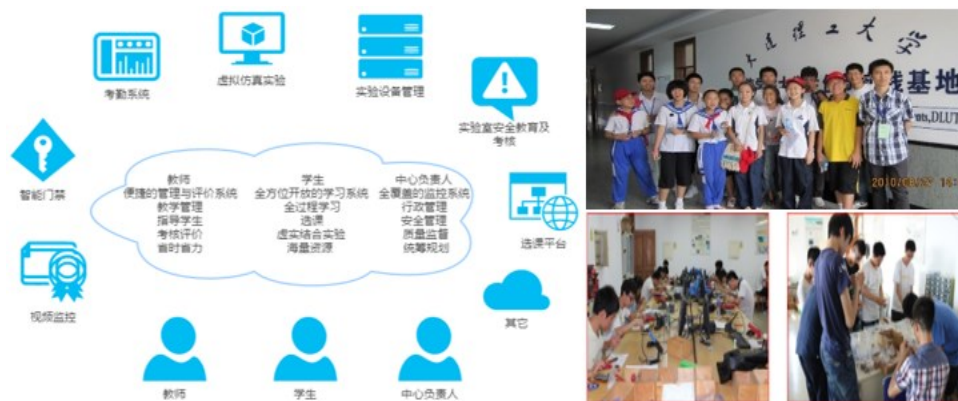 考勤系统
虚拟仿真实验
实验设备管理
实验室安全教育及
考核
智能门禁
教师
便捷的管理与评价系统
教学管理
指导学生
考核评价
省时省力
学生
全方位开放的学习系统
全过程学习
选课
虚实结合实验
海量资源
中心负责人
全覆盖的监控系统
行政管理
安全管理
质量监督
统筹规划
选课平台
视频监控
其它
教师
学生
中心负责人
大连理工大学
践基地
nts,DLUT